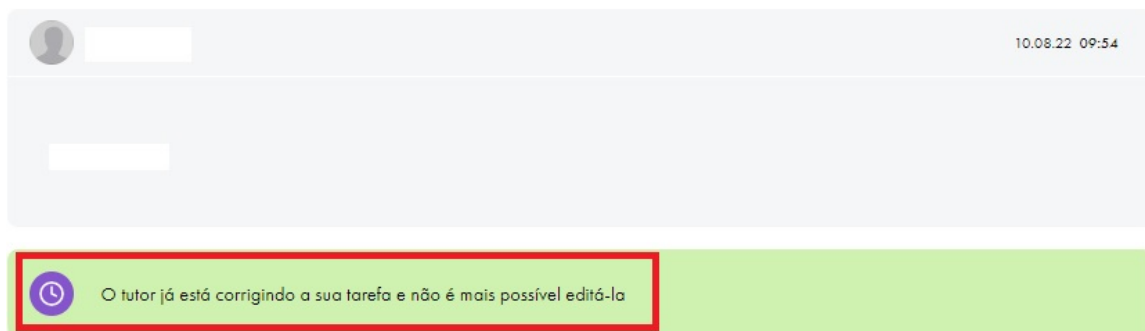 10.08.22 09:54
O tutor já está corrigindo a sua tarefa e não é mais possível editá-la